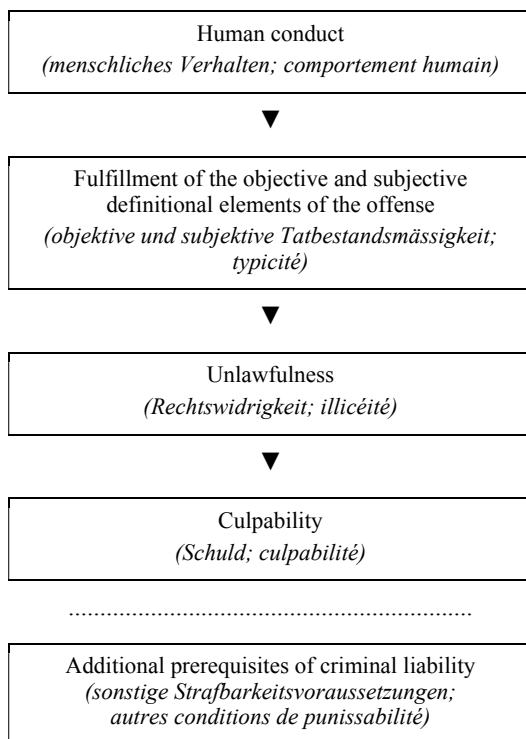 Human conduct
(menschliches Verhalten; comportement humain)
▼
Fulfillment of the objective and subjective
definitional elements of the offense
(objektive und subjektive Tatbestandsmässigkeit;
typicité)
▼
Unlawfulness
(Rechtswidrigkeit; illicéité)
▼
Culpability
(Schuld; culpabilité)
................................................................
Additional prerequisites of criminal liability
(sonstige Strafbarkeitsvoraussetzungen;
autres conditions de punissabilité)